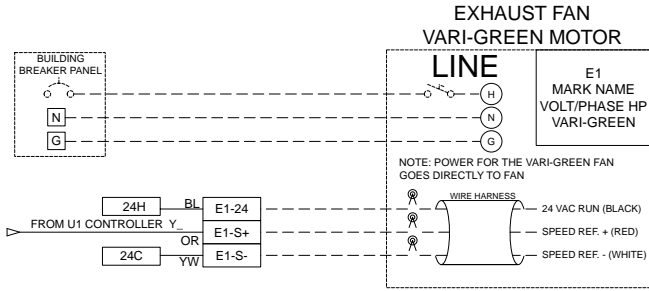 EXHAUST FAN
VARI-GREEN MOTOR
BUILDING
BREAKER PANEL
LINE
E1
MARK NAME
VOLT/PHASE HP
VARI-GREEN
H
N
N
G
G
NOTE: POWER FOR THE VARI-GREEN FAN
GOES DIRECTLY TO FAN
WIRE HARNESS
24H
BL
E1-24
24 VAC RUN (BLACK)
FROM U1 CONTROLLER Y_
E1-S+
SPEED REF. + (RED)
OR
24C
YW
E1-S-
SPEED REF. - (WHITE)